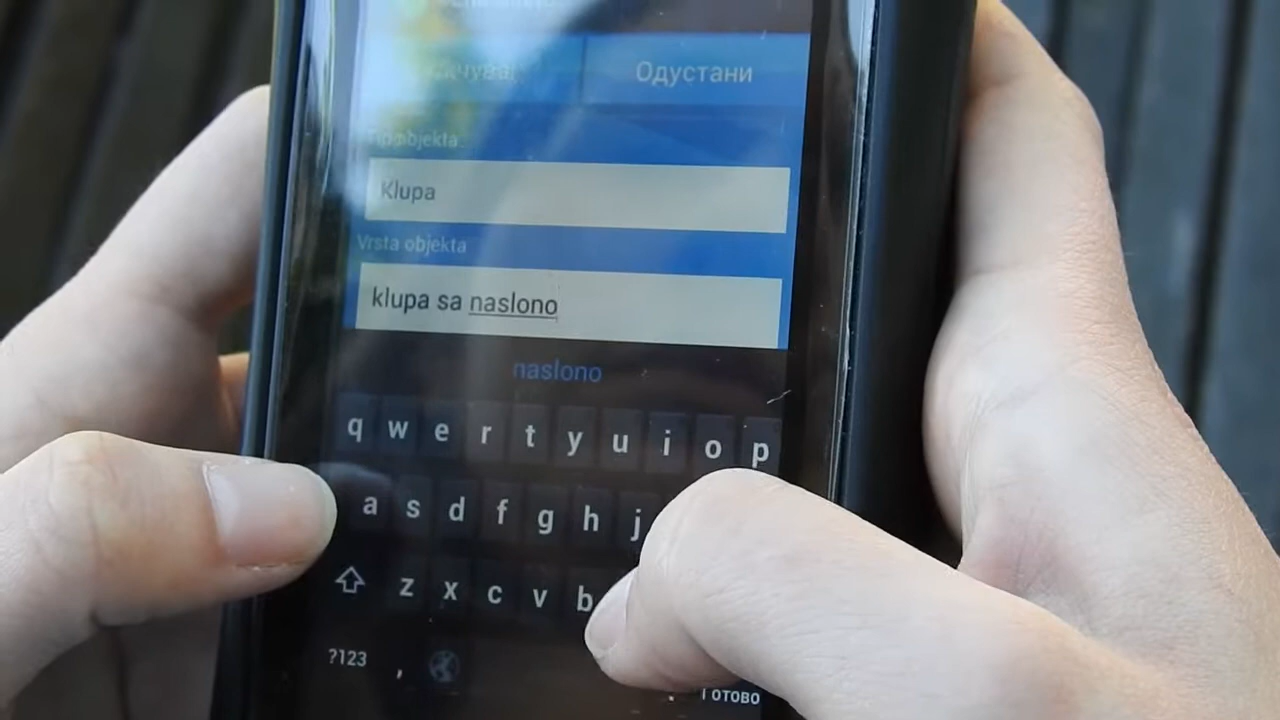 Одустани
Klupa
Vrsta objekta
klupa sa naslono
naslono
q w e r t y u i o p
a s d f g h j
z x c v b
?123 , .